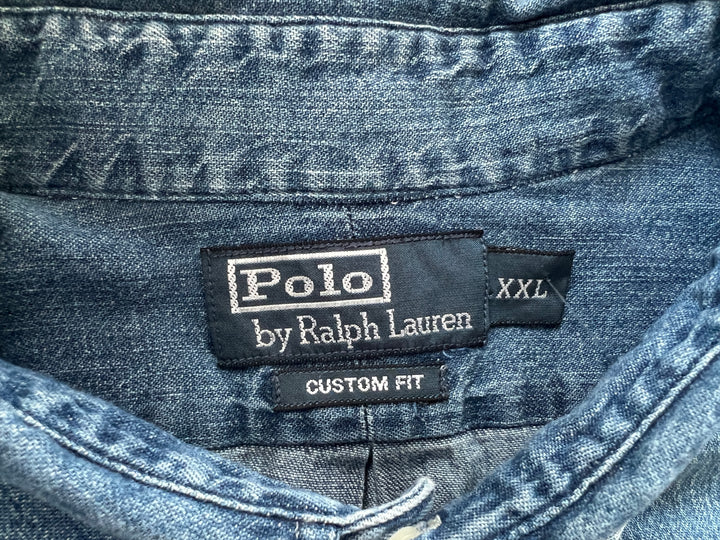 Polo
by Ralph Lauren
XXL
CUSTOM FIT